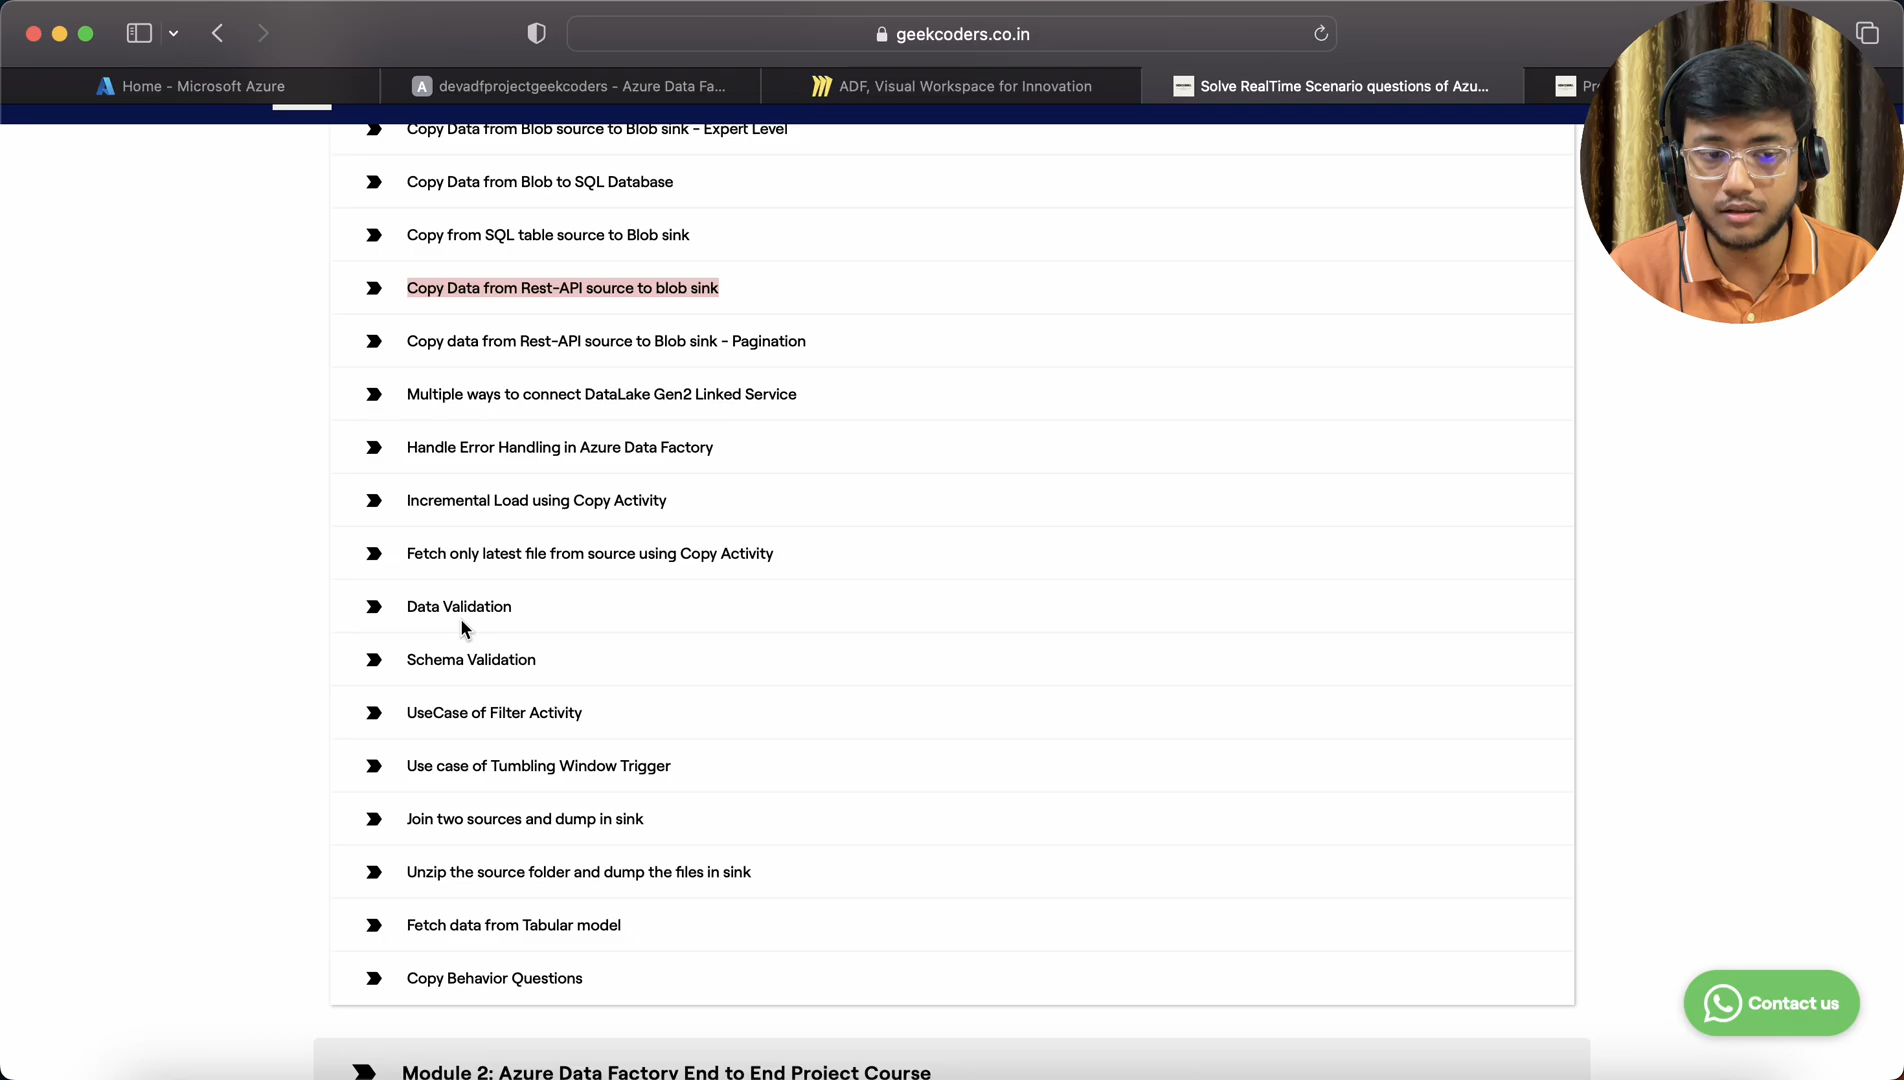 geekcoders.co.in
Home - Microsoft Azure
A devadfprojectgeekcoders - Azure Data Fa...
ADF, Visual Workspace for Innovation
Solve RealTime Scenario questions of Azu...
Copy Data from Blob source to Blob sink - Expert Level
Copy Data from Blob to SQL Database
Copy from SQL table source to Blob sink
Copy Data from Rest-API source to blob sink
Copy data from Rest-API source to Blob sink - Pagination
Multiple ways to connect DataLake Gen2 Linked Service
Handle Error Handling in Azure Data Factory
Incremental Load using Copy Activity
Fetch only latest file from source using Copy Activity
Data Validation
Schema Validation
UseCase of Filter Activity
Use case of Tumbling Window Trigger
Join two sources and dump in sink
Unzip the source folder and dump the files in sink
Fetch data from Tabular model
Copy Behavior Questions
Contact us
Module 2: Azure Data Factory End to End Project Course